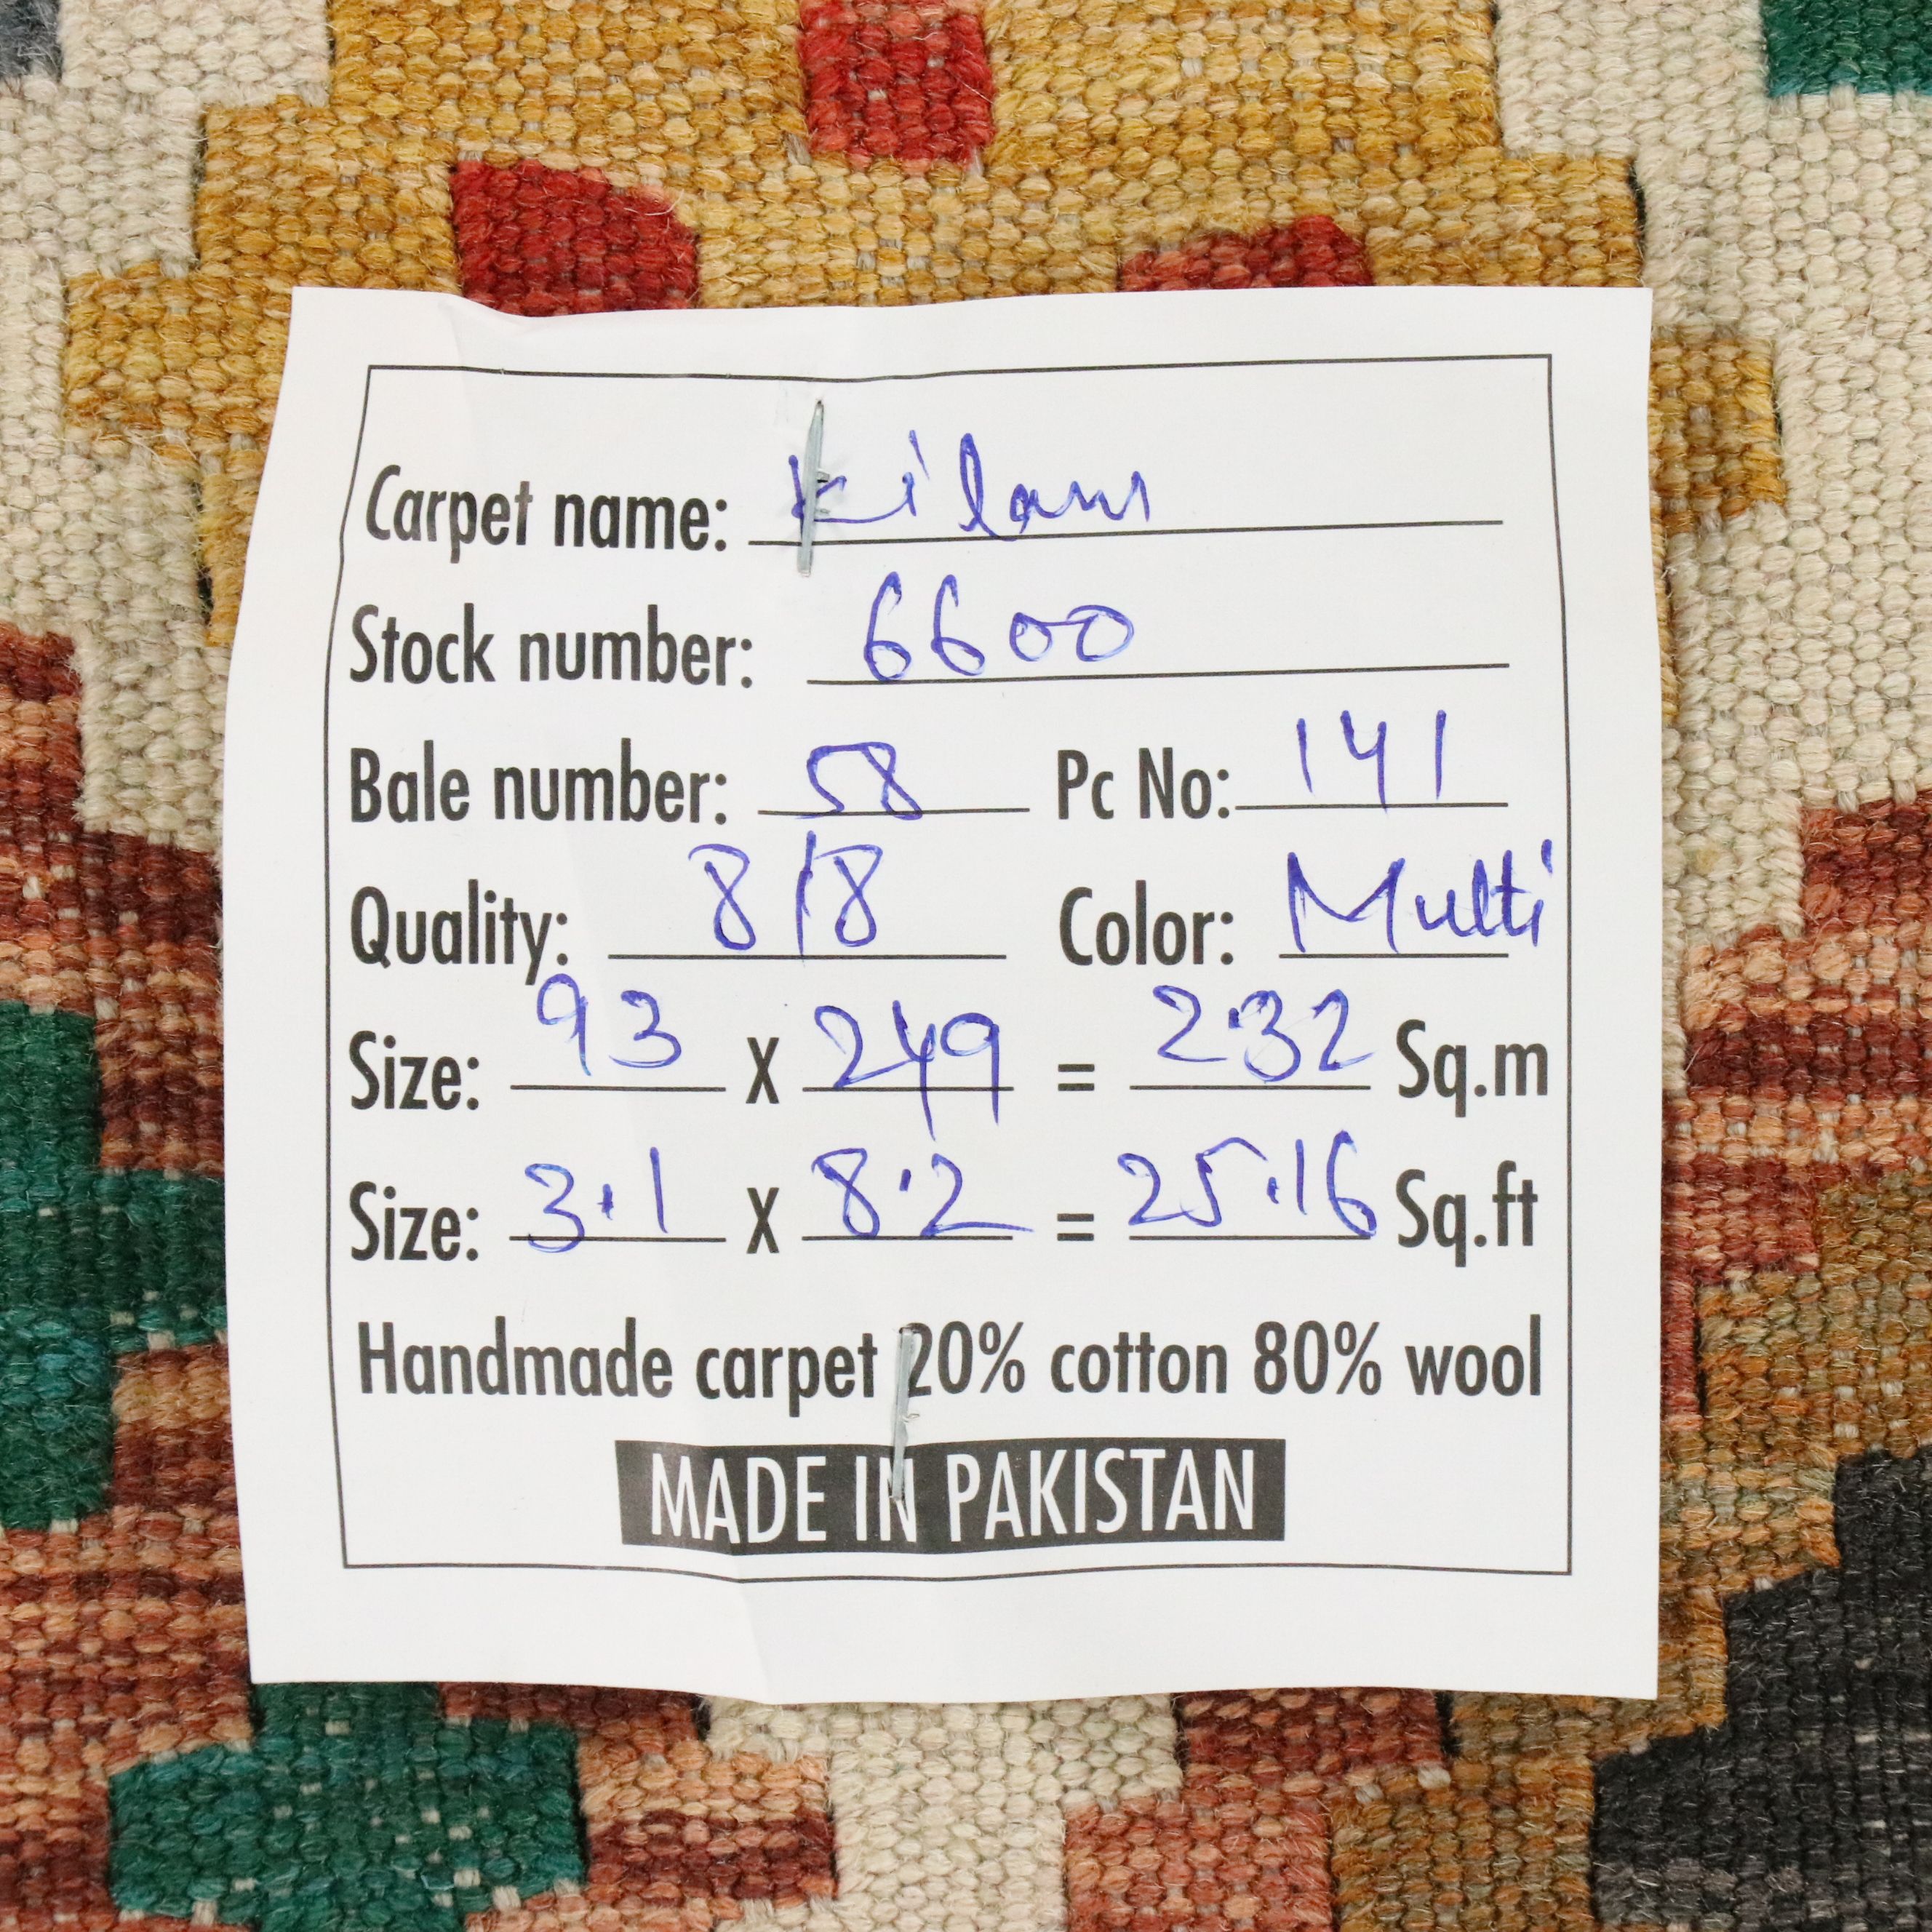 Carpet name: Kilam
Stock number: 6600
Bale number: 58 Pc No: 141
Quality: 8/8 Color: Multi
Size: 93 X 249 = 2.32 Sq.m
Size: 3.1 X 8.2 = 25.16 Sq.ft
Handmade carpet 20% cotton 80% wool
MADE IN PAKISTAN